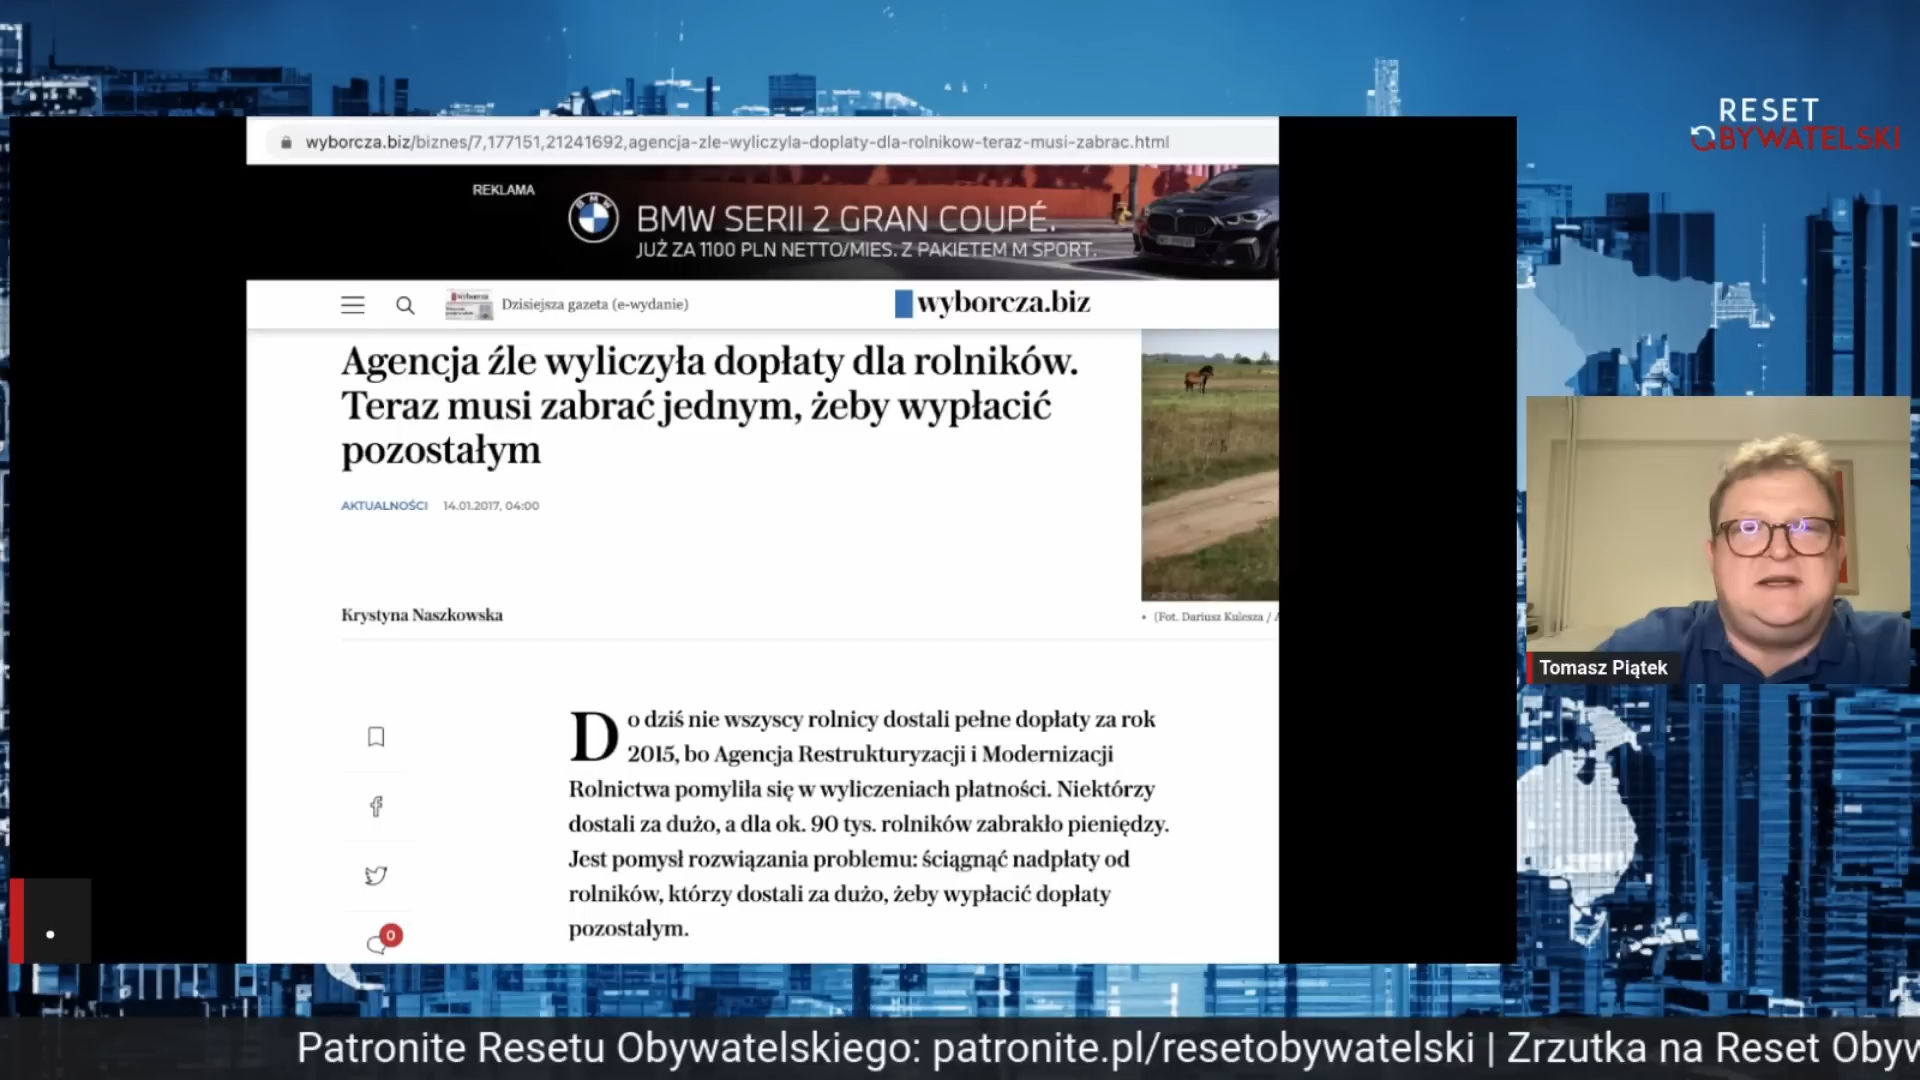 RESET
OBYWATELSKI
wyborcza.biz/biznes/7,177151,21241692,agencja-zle-wyliczyla-doplaty-dla-rolnikow-teraz-musi-zabrac.html
REKLAMA
BMW
BMW SERII 2 GRAN COUPÉ.
JUŻ ZA 1100 PLN NETTO/MIES. Z PAKIETEM M SPORT.
Dzisiejsza gazeta (e-wydanie)
wyborcza.biz
Agencja źle wyliczyła dopłaty dla rolników.
Teraz musi zabrać jednym, żeby wypłacić
pozostałym
AKTUALNOŚCI 14.01.2017, 04:00
Krystyna Naszkowska
(Fot. Dariusz Kulesza / A
Do dziś nie wszyscy rolnicy dostali pełne dopłaty za rok
2015, bo Agencja Restrukturyzacji i Modernizacji
Rolnictwa pomyliła się w wyliczeniach płatności. Niektórzy
dostali za dużo, a dla ok. 90 tys. rolników zabrakło pieniędzy.
Jest pomysł rozwiązania problemu: ściągnąć nadpłaty od
rolników, którzy dostali za dużo, żeby wypłacić dopłaty
pozostałym.
0
Tomasz Piątek
Patronite Resetu Obywatelskiego: patronite.pl/resetobywatelski | Zrzutka na Reset Obyw